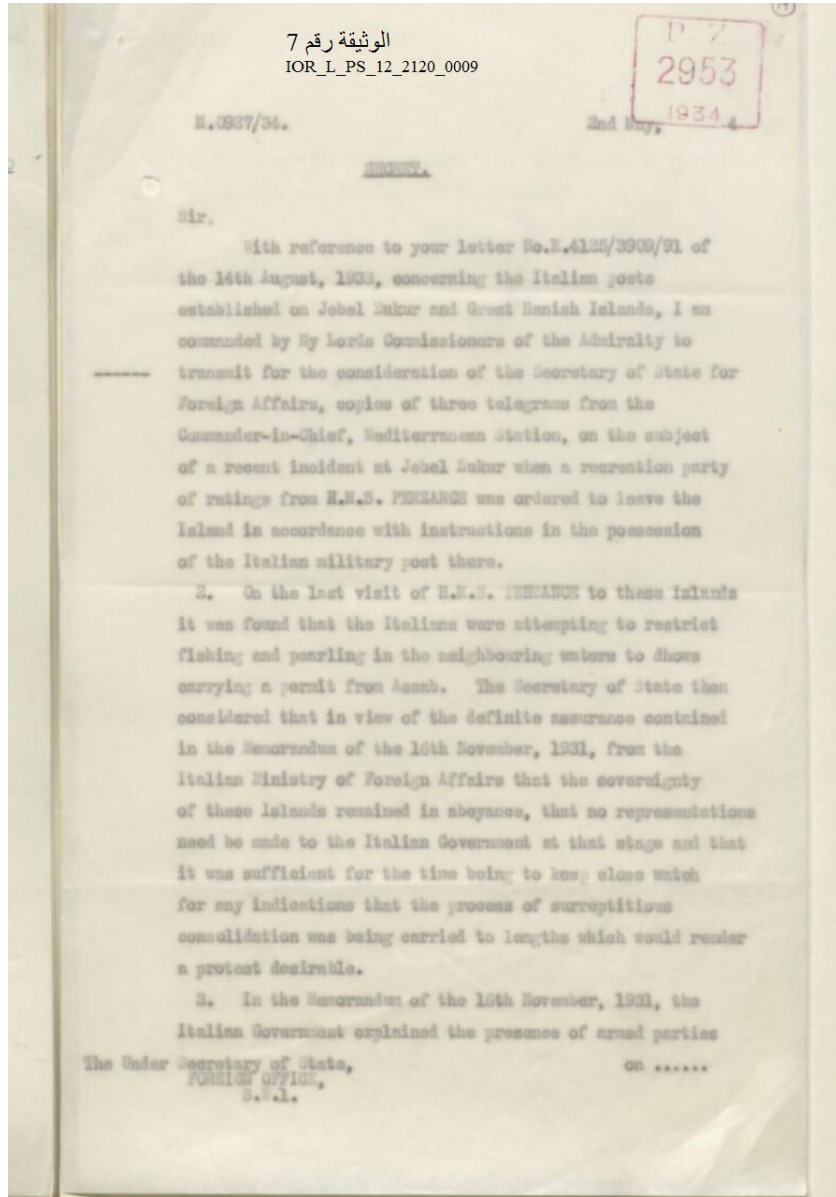 الوثيقة رقم 7
IOR_L_PS_12_2120_0009
P Z
2953
1934
M.0927/34.
2nd May, 4
SECRET.
Sir,
With reference to your letter No.E.4125/3909/91 of
the 14th August, 1933, concerning the Italian posts
established on Jebel Zukur and Great Hanish Islands, I am
commanded by My Lords Commissioners of the Admiralty to
transmit for the consideration of the Secretary of State for
Foreign Affairs, copies of three telegrams from the
Commander-in-Chief, Mediterranean Station, on the subject
of a recent incident at Jebel Zukur when a recreation party
of ratings from H.M.S. PENZANCE was ordered to leave the
Island in accordance with instructions in the possession
of the Italian military post there.
2. On the last visit of H.M.S. PENZANCE to these Islands
it was found that the Italians were attempting to restrict
fishing and pearling in the neighbouring waters to dhows
carrying a permit from Assab. The Secretary of State then
considered that in view of the definite assurance contained
in the Memorandum of the 16th November, 1931, from the
Italian Ministry of Foreign Affairs that the sovereignty
of these Islands remained in abeyance, that no representations
need be made to the Italian Government at that stage and that
it was sufficient for the time being to keep close watch
for any indications that the process of surreptitious
consolidation was being carried to lengths which would render
a protest desirable.
3. In the Memorandum of the 16th November, 1931, the
Italian Government explained the presence of armed parties
The Under Secretary of State,
on ......
FOREIGN OFFICE,
S.W.1.